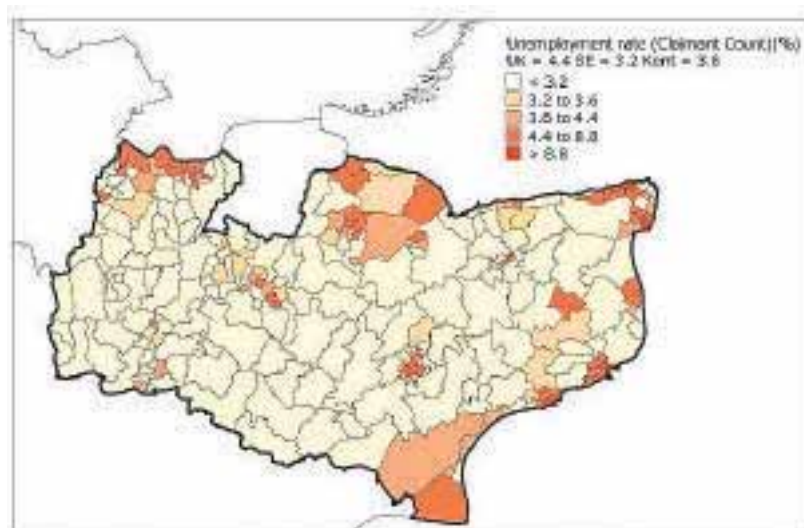 Unemployment rate (Claimant Count)(%)
UK = 4.4 SE = 3.2 Kent = 3.6
< 3.2
3.2 to 3.6
3.6 to 4.4
4.4 to 8.8
> 8.8